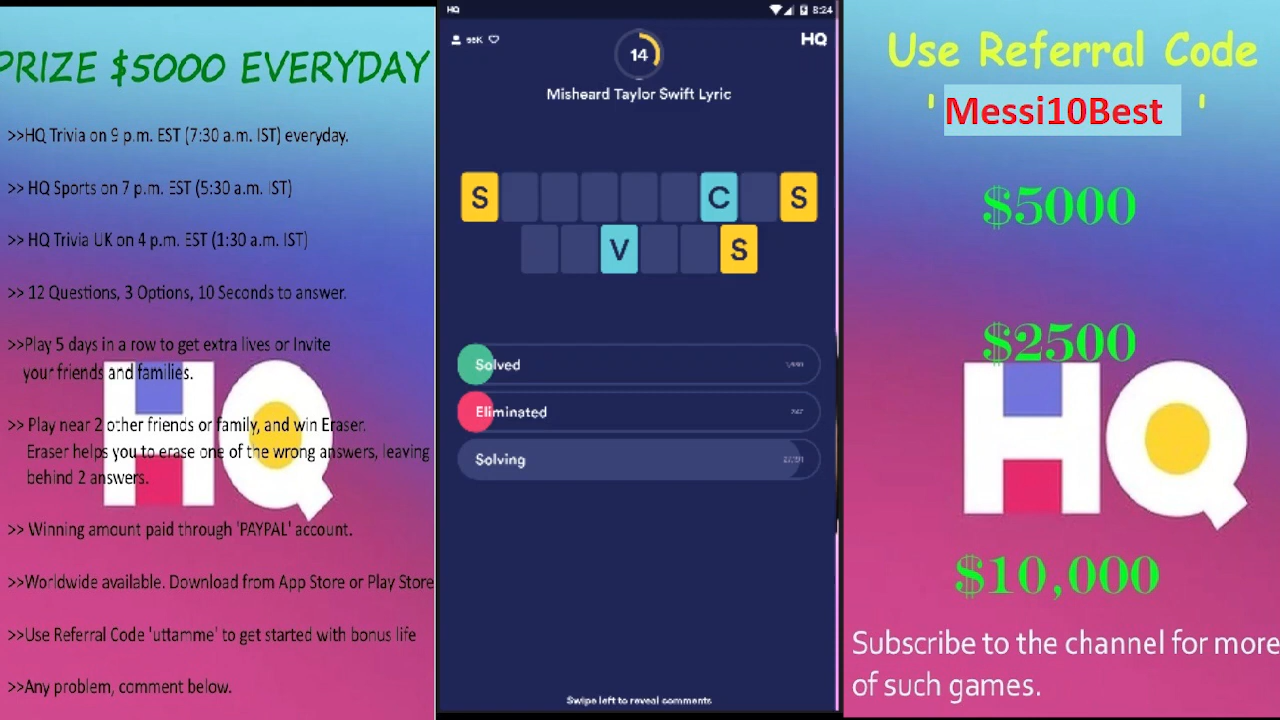 PRIZE $5000 EVERYDAY
>>HQ Trivia on 9 p.m. EST (7:30 a.m. IST) everyday.
>> HQ Sports on 7 p.m. EST (5:30 a.m. IST)
>> HQ Trivia UK on 4 p.m. EST (1:30 a.m. IST)
>> 12 Questions, 3 Options, 10 Seconds to answer.
>>Play 5 days in a row to get extra lives or Invite
your friends and families.
>> Play near 2 other friends or family, and win Eraser.
Eraser helps you to erase one of the wrong answers, leaving
behind 2 answers.
>> Winning amount paid through 'PAYPAL' account.
>>Worldwide available. Download from App Store or Play Store
>>Use Referral Code 'uttamme' to get started with bonus life
>>Any problem, comment below.
HQ
HQ
8:24
HQ
14
Misheard Taylor Swift Lyric
S C S
V S
Solved
Eliminated
Solving
Swipe left to reveal comments
Use Referral Code
' Messi10Best '
$5000
$2500
HQ
$10,000
Subscribe to the channel for more
of such games.